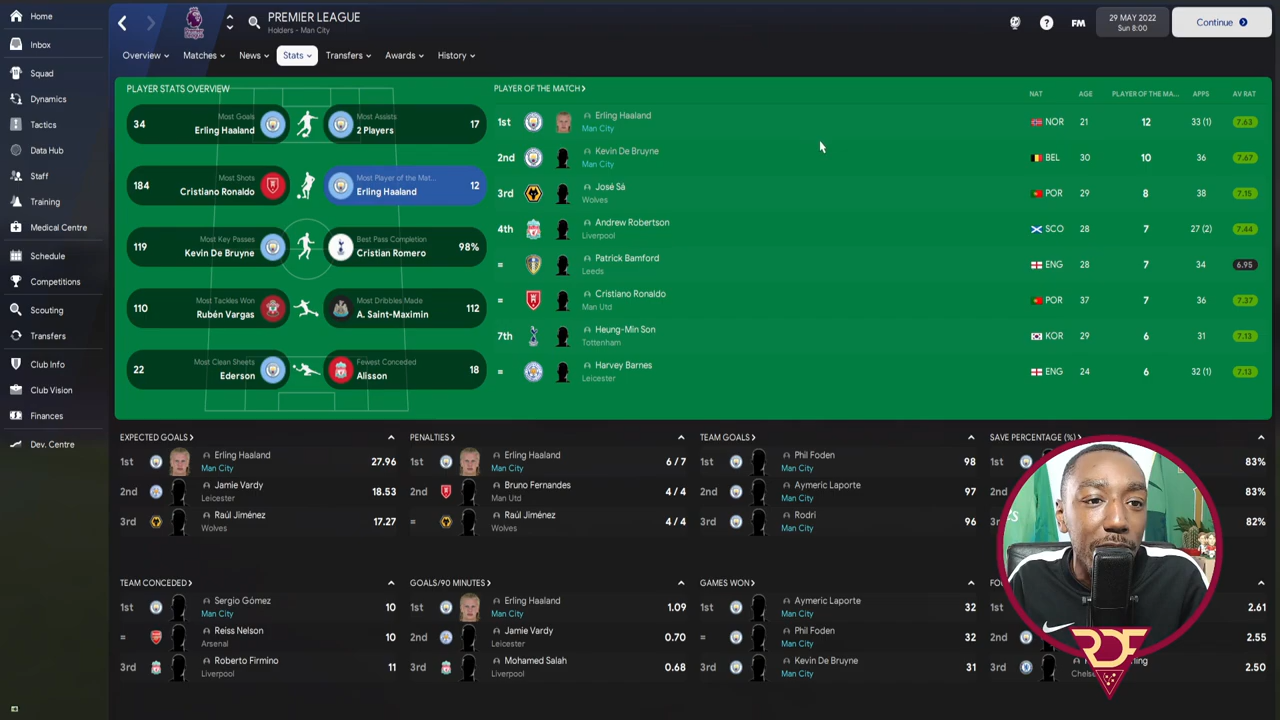 Home
PREMIER LEAGUE
Holders - Man City
29 MAY 2022
Sun 8:00
Continue
FM
Inbox
Squad
Dynamics
Tactics
Data Hub
Staff
Training
Medical Centre
Schedule
Competitions
Scouting
Transfers
Club Info
Club Vision
Finances
Dev. Centre
Overview Matches News Stats Transfers Awards History
PLAYER STATS OVERVIEW
34 Most Goals Erling Haaland
Most Assists 2 Players 17
184 Most Shots Cristiano Ronaldo
Most Player of the Mat... Erling Haaland 12
119 Most Key Passes Kevin De Bruyne
Best Pass Completion Cristian Romero 98%
110 Most Tackles Won Rubén Vargas
Most Dribbles Made A. Saint-Maximin 112
22 Most Clean Sheets Ederson
Fewest Conceded Alisson 18
PLAYER OF THE MATCH NAT AGE PLAYER OF THE MA... APPS AV RAT
1st Erling Haaland Man City NOR 21 12 33 (1) 7.63
2nd Kevin De Bruyne Man City BEL 30 10 36 7.67
3rd José Sá Wolves POR 29 8 38 7.15
4th Andrew Robertson Liverpool SCO 28 7 27 (2) 7.44
= Patrick Bamford Leeds ENG 28 7 34 6.95
= Cristiano Ronaldo Man Utd POR 37 7 36 7.37
7th Heung-Min Son Tottenham KOR 29 6 31 7.13
= Harvey Barnes Leicester ENG 24 6 32 (1) 7.13
EXPECTED GOALS
1st Erling Haaland Man City 27.96
2nd Jamie Vardy Leicester 18.53
3rd Raúl Jiménez Wolves 17.27
PENALTIES
1st Erling Haaland Man City 6 / 7
2nd Bruno Fernandes Man Utd 4 / 4
= Raúl Jiménez Wolves 4 / 4
TEAM GOALS
1st Phil Foden Man City 98
2nd Aymeric Laporte Man City 97
3rd Rodri Man City 96
SAVE PERCENTAGE (%)
1st 83%
2nd 83%
3rd 82%
TEAM CONCEDED
1st Sergio Gómez Man City 10
= Reiss Nelson Arsenal 10
3rd Roberto Firmino Liverpool 11
GOALS/90 MINUTES
1st Erling Haaland Man City 1.09
2nd Jamie Vardy Leicester 0.70
3rd Mohamed Salah Liverpool 0.68
GAMES WON
1st Aymeric Laporte Man City 32
= Phil Foden Man City 32
3rd Kevin De Bruyne Man City 31
1st 2.61
2nd 2.55
3rd 2.50
RDF